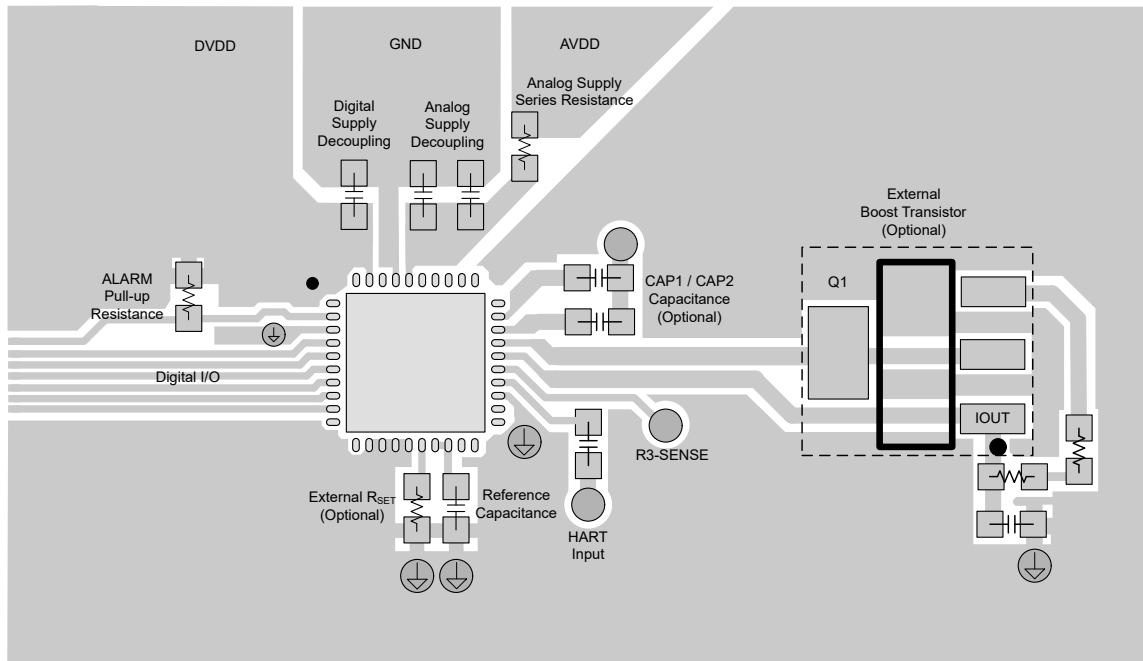 DVDD
GND
AVDD
Analog Supply
Series Resistance
Digital
Supply
Decoupling
Analog
Supply
Decoupling
External
Boost Transistor
(Optional)
ALARM
Pull-up
Resistance
CAP1 / CAP2
Capacitance
(Optional)
Q1
Digital I/O
IOUT
R3-SENSE
External RSET
(Optional)
Reference
Capacitance
HART
Input